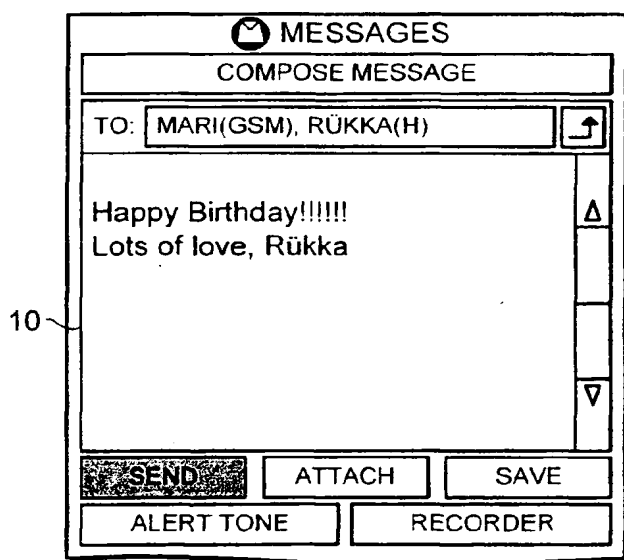 MESSAGES
COMPOSE MESSAGE
TO: MARI(GSM), RÜKKA(H)
Happy Birthday!!!!!!
Lots of love, Rükka
10
SEND ATTACH SAVE
ALERT TONE RECORDER